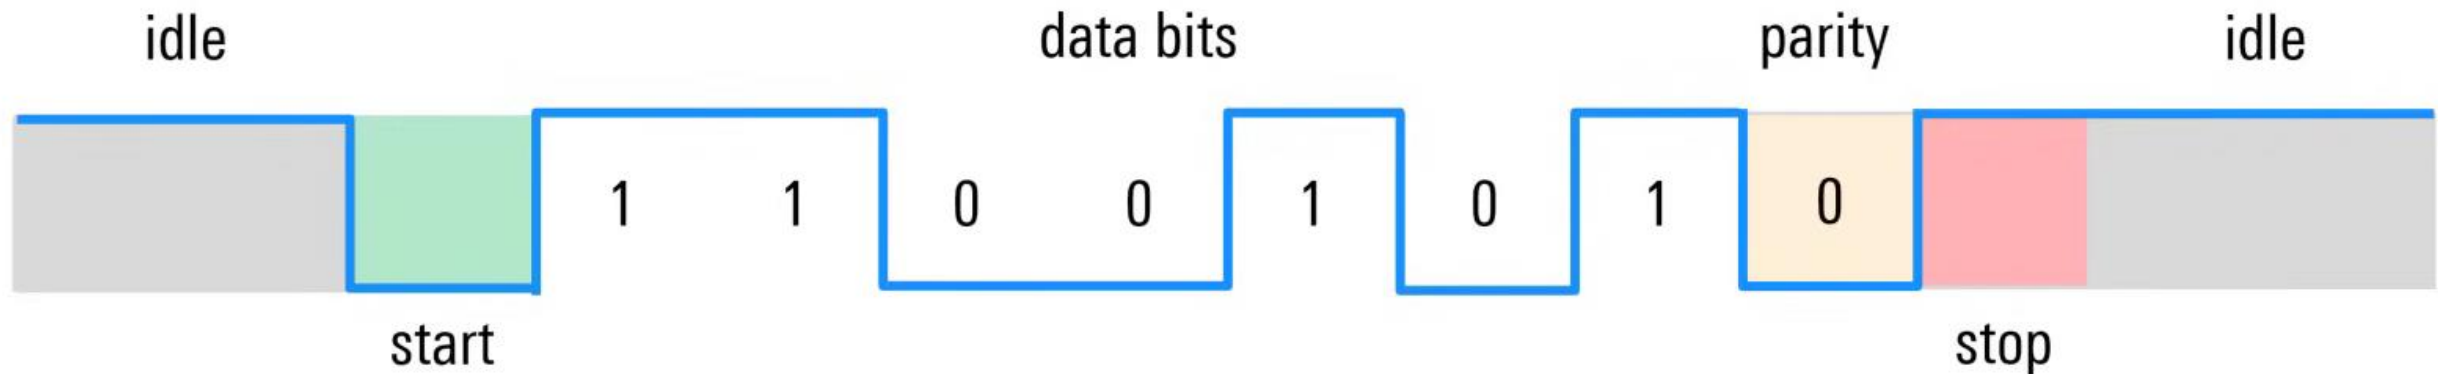 idle data bits parity idle
1 1 0 0 1 0 1 0
start stop